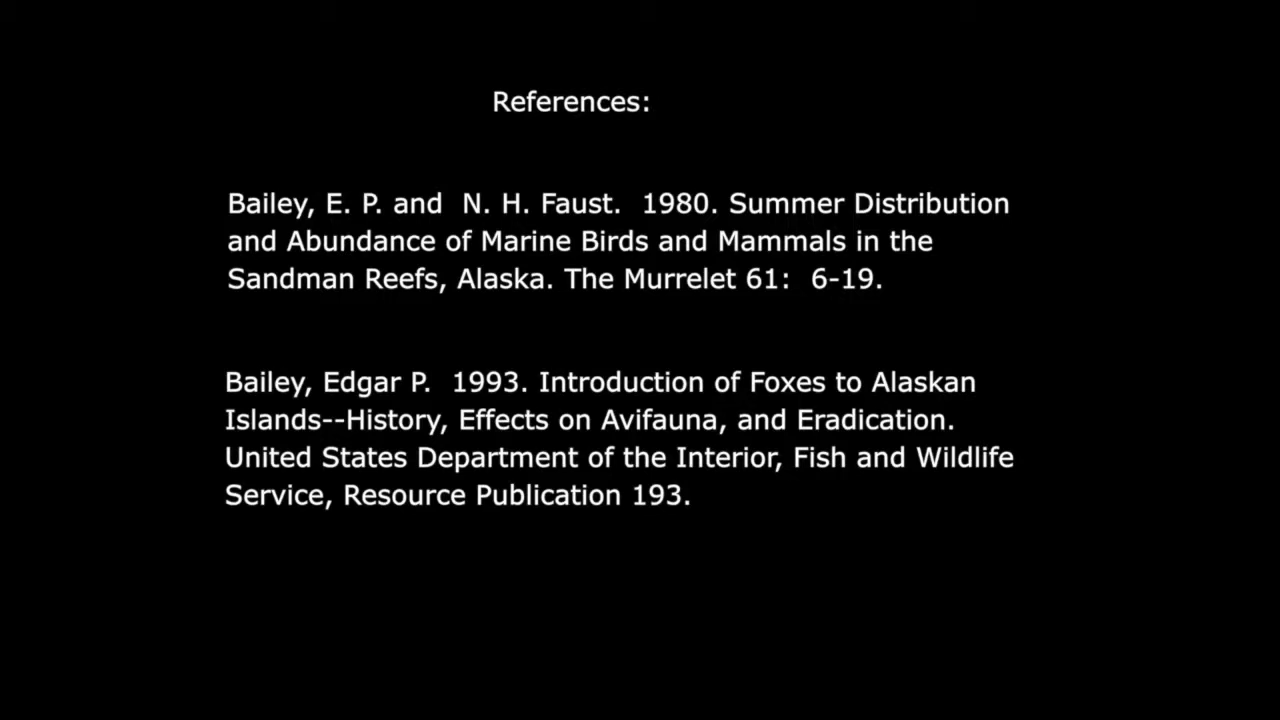 References:
Bailey, E. P. and  N. H. Faust.  1980. Summer Distribution
and Abundance of Marine Birds and Mammals in the
Sandman Reefs, Alaska. The Murrelet 61:  6-19.
Bailey, Edgar P.  1993. Introduction of Foxes to Alaskan
Islands--History, Effects on Avifauna, and Eradication.
United States Department of the Interior, Fish and Wildlife
Service, Resource Publication 193.